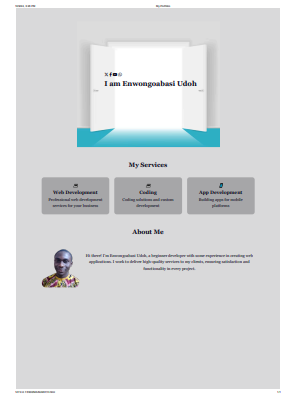 I am Enwongoabasi Udoh
My Services
Web Development
Professional web development
services for your business.
Coding
Coding solutions and custom
development.
App Development
Building apps for mobile
platforms.
About Me
Hi there! I'm Enwongoabasi Udoh, a beginner developer with some experience in creating web
applications. I work to deliver high-quality services to my clients, ensuring satisfaction and
functionality in every project.